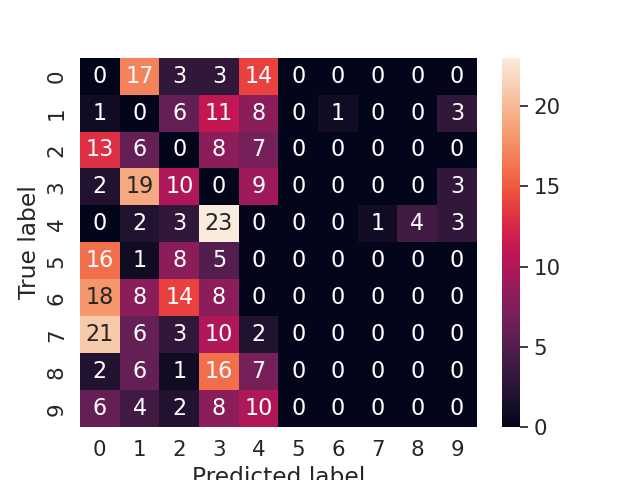 0 0 17 3 3 14 0 0 0 0 0
1 1 0 6 11 8 0 1 0 0 3
2 13 6 0 8 7 0 0 0 0 0
3 2 19 10 0 9 0 0 0 0 3
4 0 2 3 23 0 0 0 1 4 3
5 16 1 8 5 0 0 0 0 0 0
6 18 8 14 8 0 0 0 0 0 0
7 21 6 3 10 2 0 0 0 0 0
8 2 6 1 16 7 0 0 0 0 0
9 6 4 2 8 10 0 0 0 0 0
0 1 2 3 4 5 6 7 8 9
Predicted label
True label
20
15
10
5
0